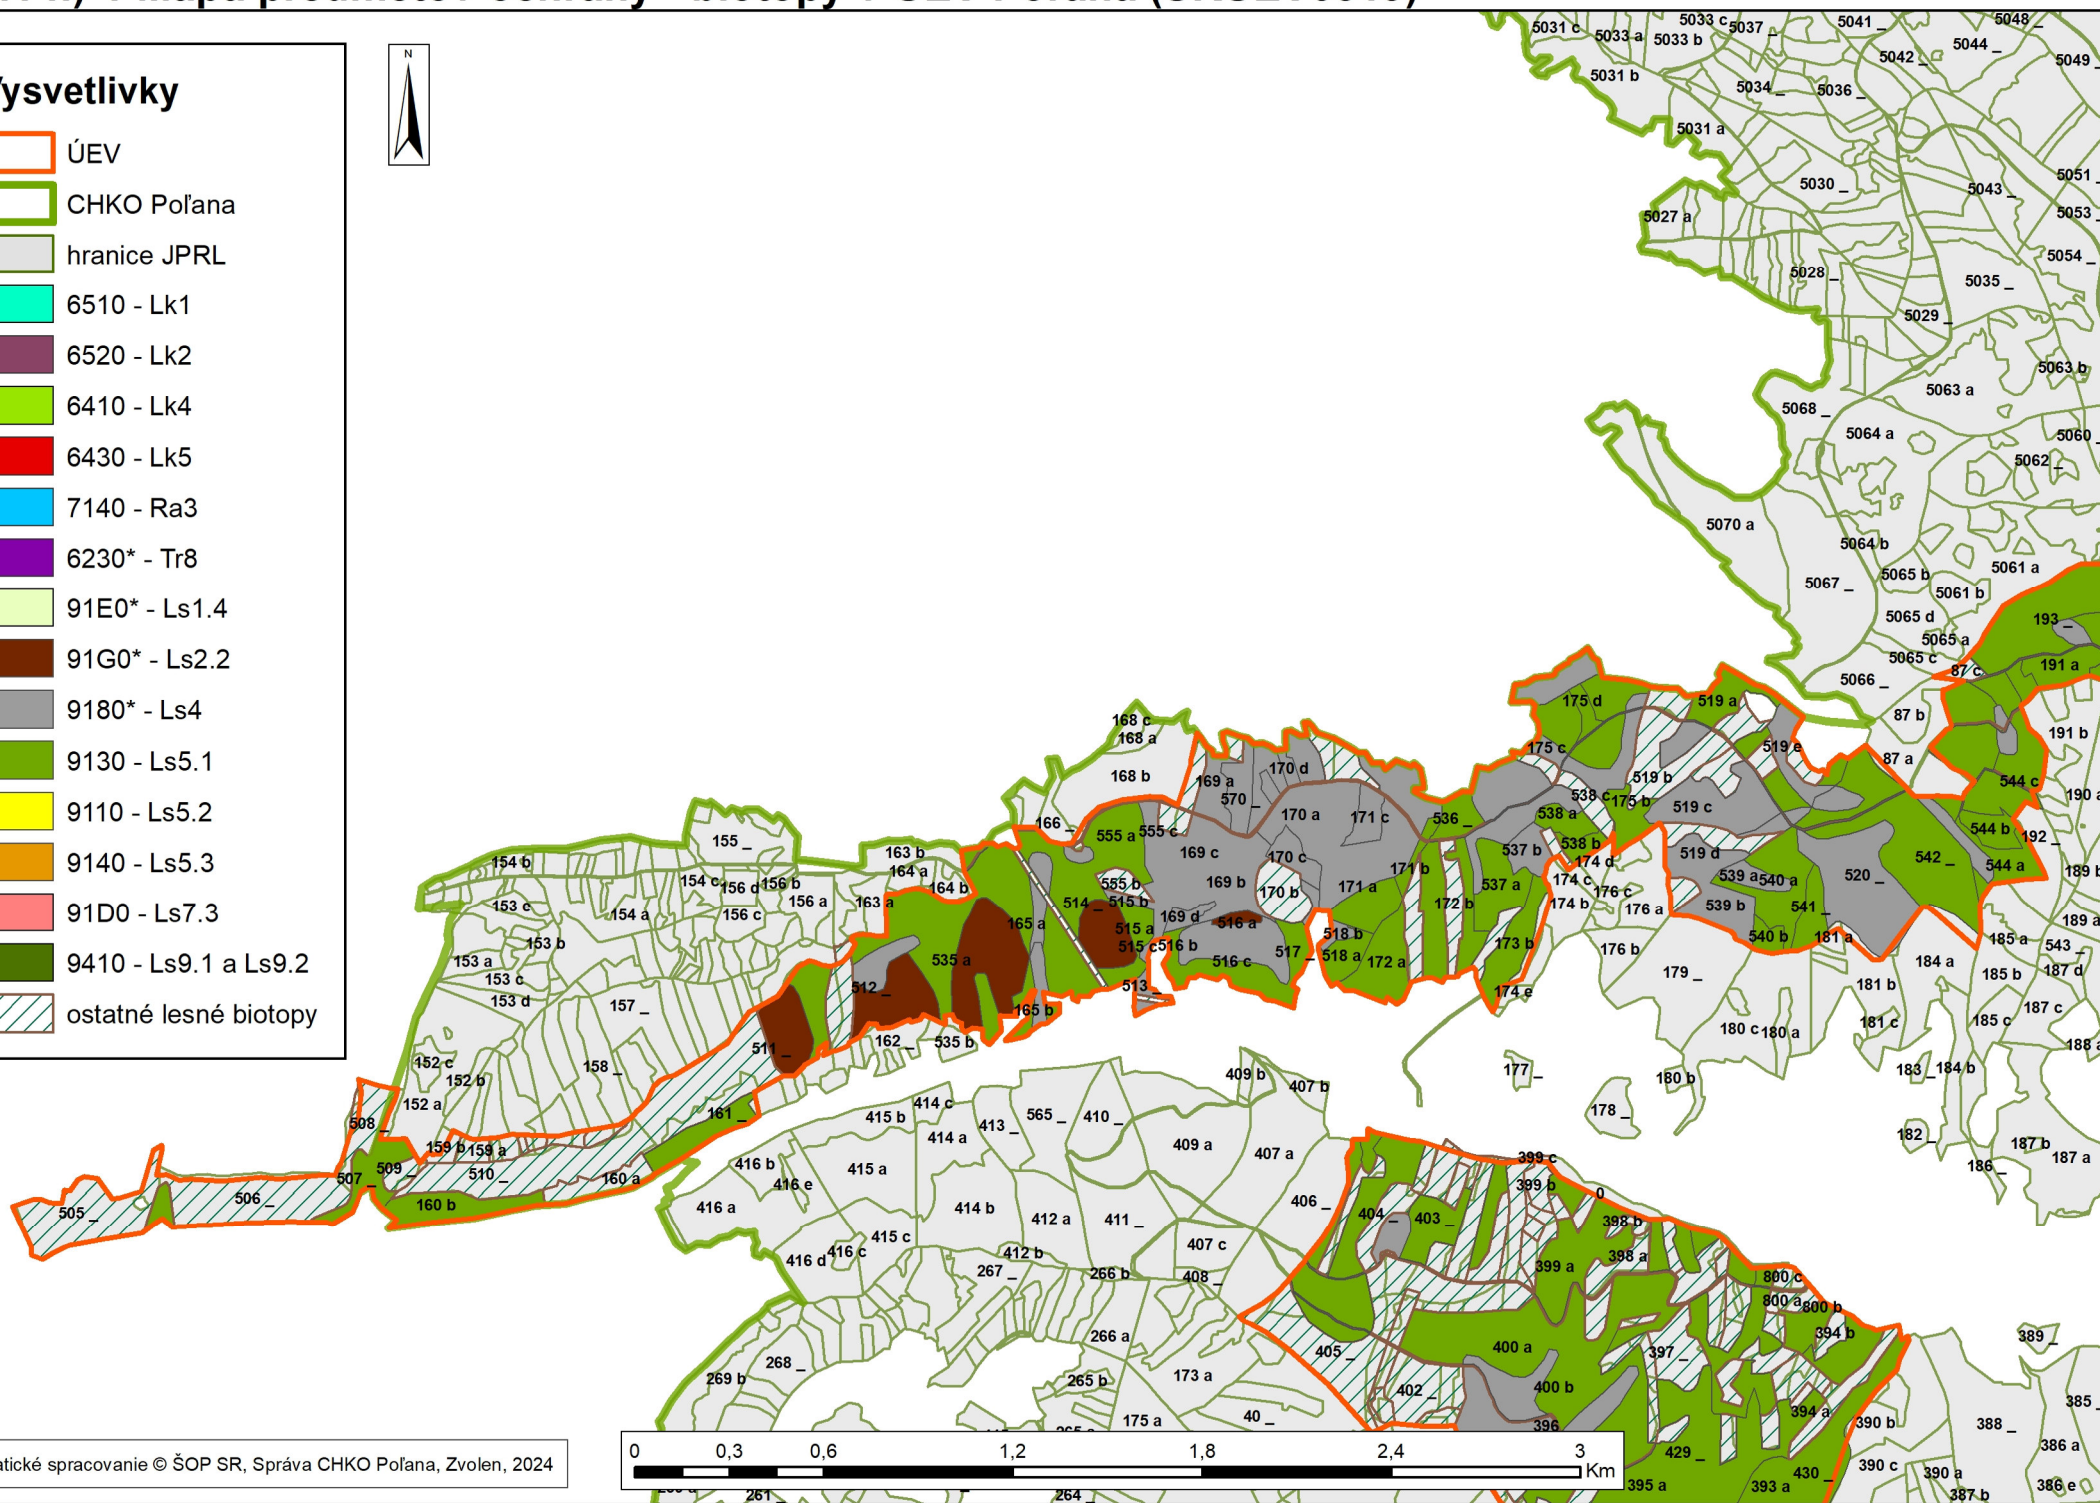 N
ÚEV
CHKO Poľana
hranice JPRL
6510 - Lk1
6520 - Lk2
6410 - Lk4
6430 - Lk5
7140 - Ra3
6230* - Tr8
91E0* - Ls1.4
91G0* - Ls2.2
9180* - Ls4
9130 - Ls5.1
9110 - Ls5.2
9140 - Ls5.3
91D0 - Ls7.3
9410 - Ls9.1 a Ls9.2
ostatné lesné biotopy
5031 c
5033 a
5033 c
5033 b
5037 _
5041 _
5048 _
5042 _
5044 _
5049 _
5031 b
5034 _
5036 _
5031 a
5030 _
5043 _
5051 _
5027 a
5053 _
5054 _
5028 _
5035 _
5029 _
5063 b
5063 a
5068 _
5064 a
5060 _
5062 _
5070 a
5064 b
5061 a
5067 _
5065 b
5061 b
5065 d
5065 a
193 _
5065 c
87 c
191 a
5066 _
87 b
191 b
87 a
544 c
544 b
192 _
544 a
168 c
168 a
168 b
169 a
170 d
570 _
175 d
519 a
175 c
519 e
519 b
166 _
555 a
555 c
170 a
171 c
536 _
538 c
175 b
519 c
538 a
538 b
155 _
154 b
163 b
164 a
164 b
169 c
170 c
171 b
537 b
174 d
519 d
542 _
154 c
156 d
156 b
156 a
156 c
154 a
153 c
163 a
555 b
515 b
169 b
170 b
171 a
172 b
537 a
174 c
176 c
174 b
176 a
539 a
540 a
520 _
539 b
541 _
153 b
165 a
514 _
515 a
169 d
516 a
515 c
516 b
517 _
518 b
518 a
172 a
173 b
176 b
540 b
181 a
185 a
543 _
153 a
153 c
153 d
535 a
516 c
179 _
184 a
185 b
187 d
157 _
512 _
165 b
513 _
174 e
181 b
187 c
185 c
181 c
180 c
180 a
162 _
535 b
511 _
152 c
152 b
158 _
152 a
177 _
180 b
183 _
184 b
409 b
407 b
178 _
182 _
187 b
187 a
186 _
508 _
161 _
415 b
414 c
414 a
413 _
565 _
410 _
409 a
407 a
159 b
159 a
510 _
509 _
507 _
160 a
160 b
506 _
505 _
416 b
416 e
415 a
416 a
414 b
412 a
411 _
406 _
399 c
399 b
0
404 _
403 _
398 b
398 a
416 d
416 c
415 c
412 b
407 c
267 _
266 b
408 _
399 a
800 c
800 a
800 b
394 b
266 a
268 _
269 b
265 b
173 a
405 _
402 _
400 a
400 b
397 _
389 _
385 _
175 a
40 _
396
394 a
390 b
388 _
386 a
429 _
430 _
395 a
393 a
390 c
390 a
387 b
386 e
261
264
0 0,3 0,6 1,2 1,8 2,4 3
Km
© ŠOP SR, Správa CHKO Poľana, Zvolen, 2024